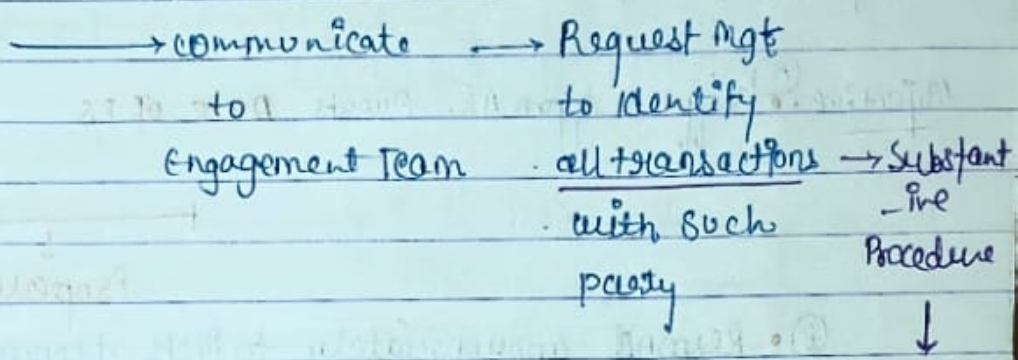 → communicate → Request Mgt
to to identify
Engagement Team all transactions → Substant
with such -ive
party Procedure
↓